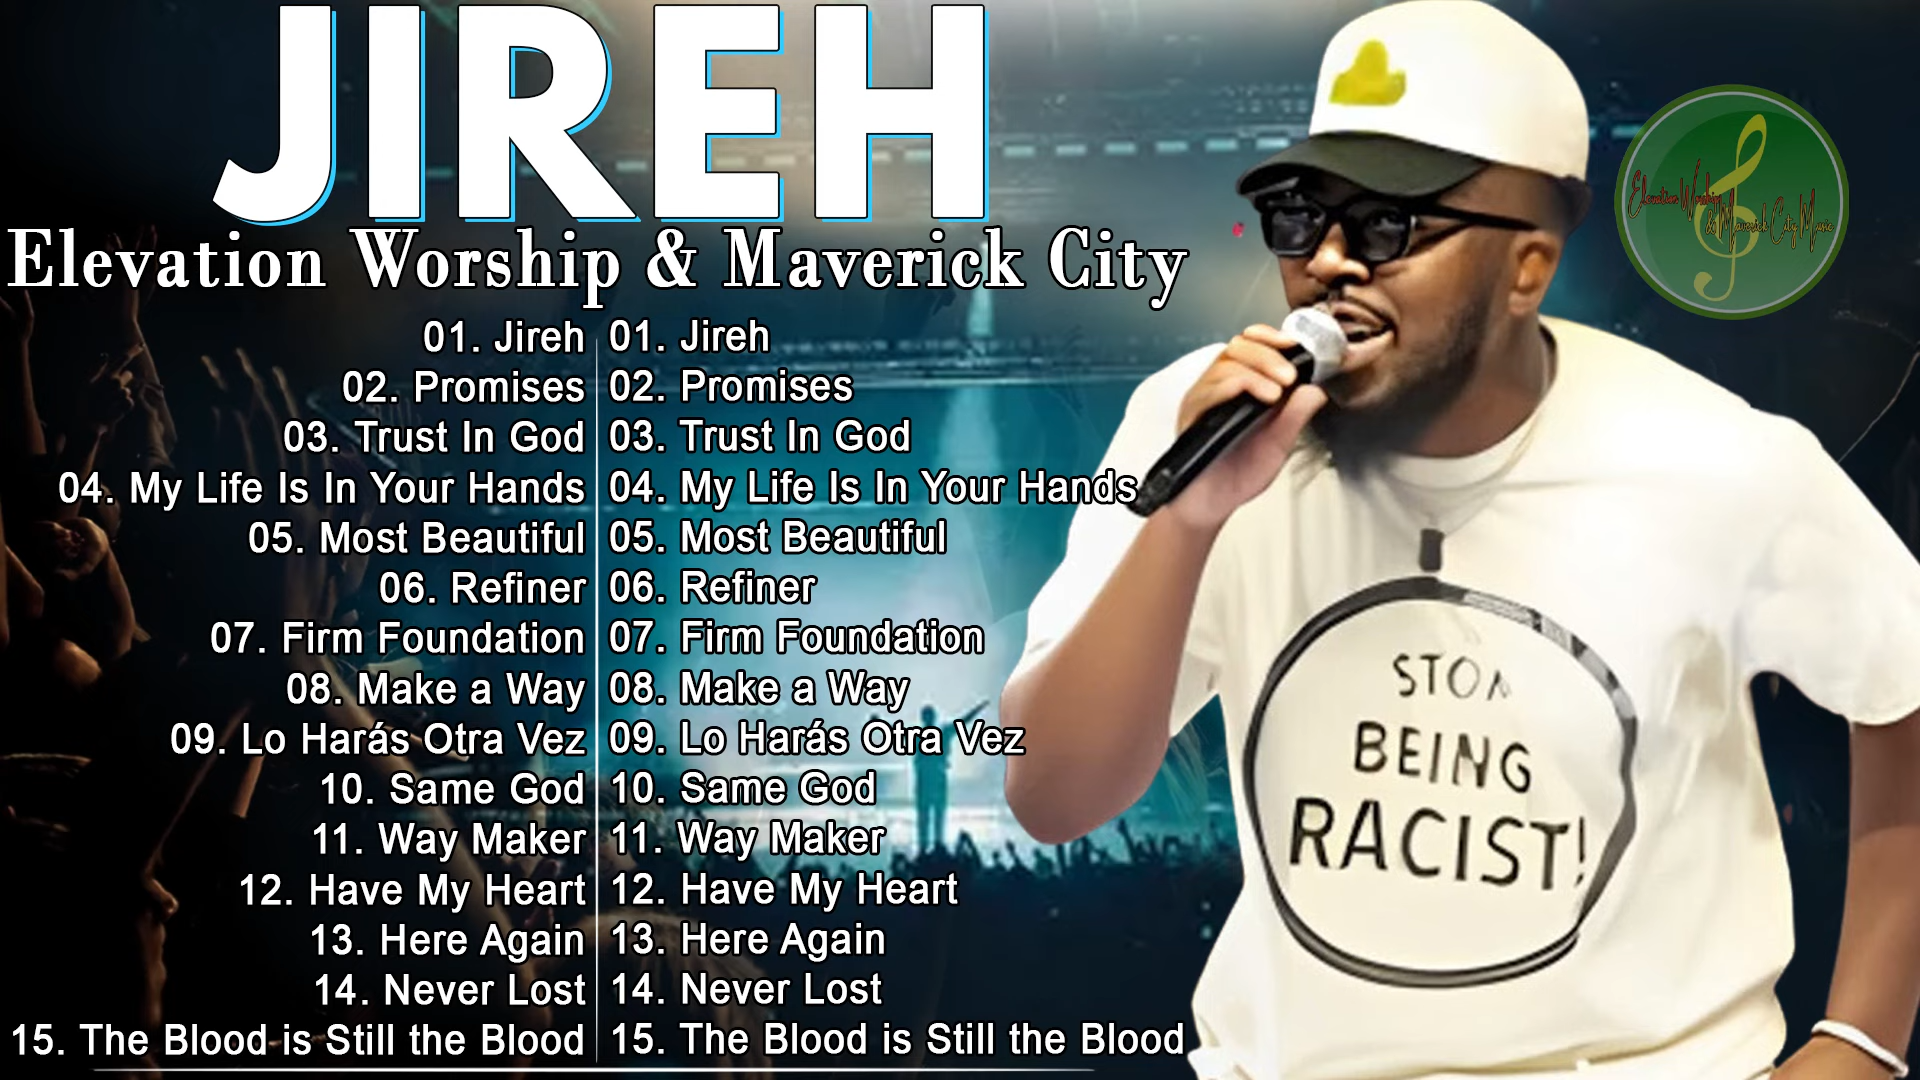 JIREH
Elevation Worship & Maverick City
01. Jireh
02. Promises
03. Trust In God
04. My Life Is In Your Hands
05. Most Beautiful
06. Refiner
07. Firm Foundation
08. Make a Way
09. Lo Harás Otra Vez
10. Same God
11. Way Maker
12. Have My Heart
13. Here Again
14. Never Lost
15. The Blood is Still the Blood
01. Jireh
02. Promises
03. Trust In God
04. My Life Is In Your Hands
05. Most Beautiful
06. Refiner
07. Firm Foundation
08. Make a Way
09. Lo Harás Otra Vez
10. Same God
11. Way Maker
12. Have My Heart
13. Here Again
14. Never Lost
15. The Blood is Still the Blood
Elevation Worship
& Maverick City Music
BEING
RACIST!